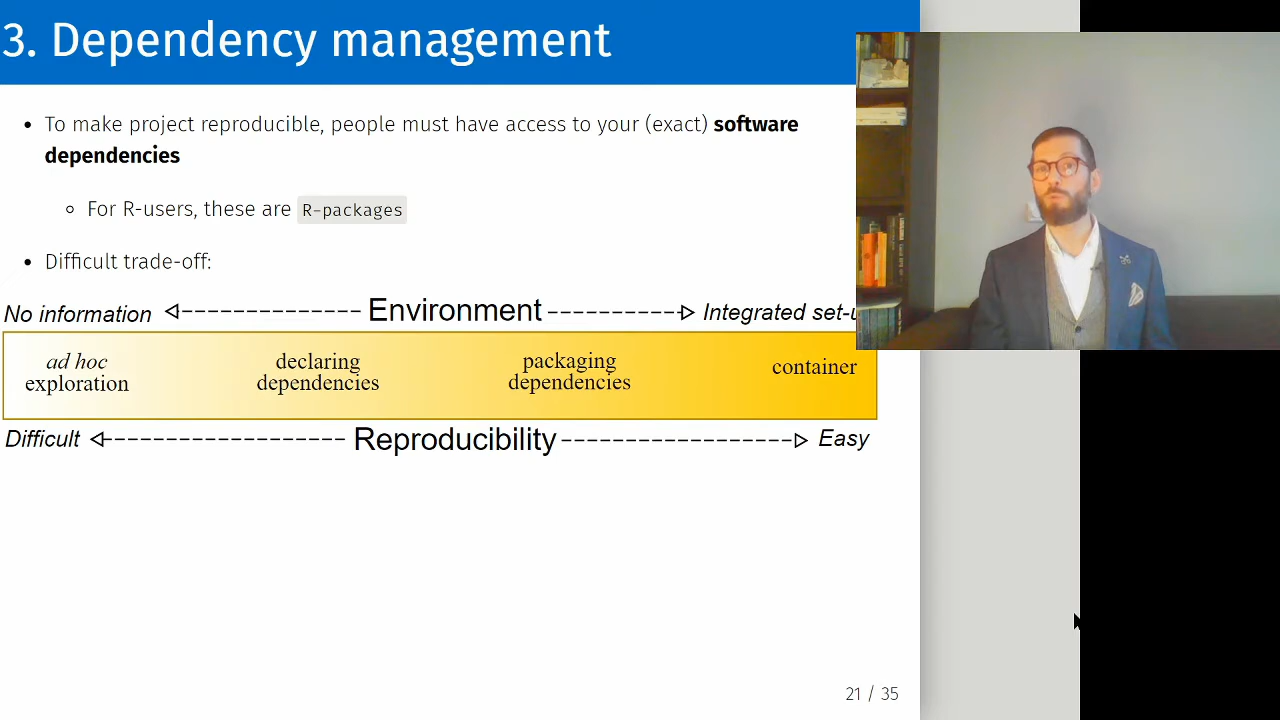 3. Dependency management
To make project reproducible, people must have access to your (exact) software
dependencies
For R-users, these are R-packages
Difficult trade-off:
No information Environment Integrated set-
ad hoc
exploration
declaring
dependencies
packaging
dependencies
container
Difficult Reproducibility Easy
21 / 35